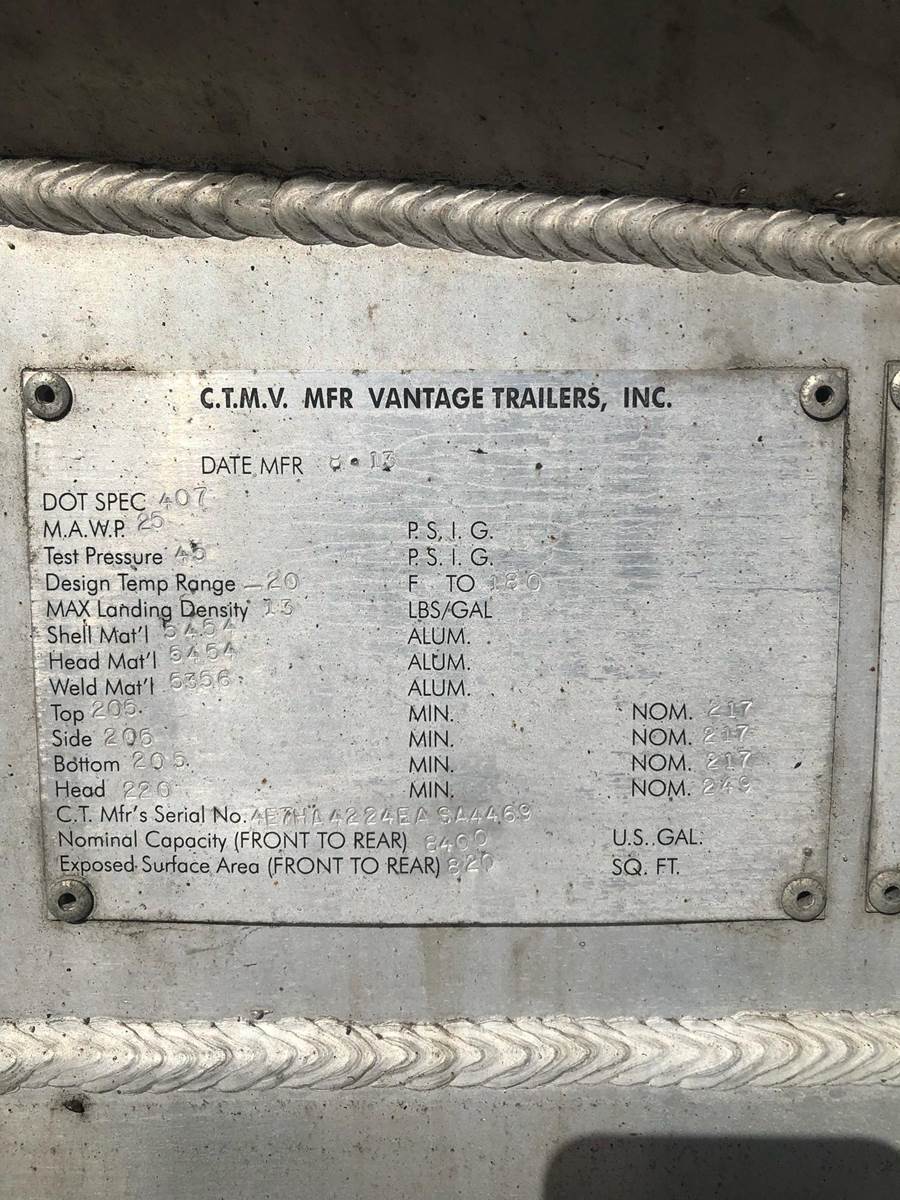 C.T.M.V. MFR VANTAGE TRAILERS, INC.
DATE MFR 13
DOT SPEC 407
M.A.W.P. 25 P. S. I. G.
Test Pressure P. S. I. G.
Design Temp Range -20 F TO 180
MAX Landing Density 13 LBS/GAL
Shell Mat'l 5454 ALUM.
Head Mat'l 5454 ALUM.
Weld Mat'l 5356 ALUM.
Top 205 MIN. NOM. 217
Side 205 MIN. NOM. 217
Bottom 205 MIN. NOM. 217
Head 220 MIN. NOM. 249
C.T. Mfr's Serial No.
Nominal Capacity (FRONT TO REAR) 8400 U.S. GAL.
Exposed Surface Area (FRONT TO REAR) 820 SQ. FT.